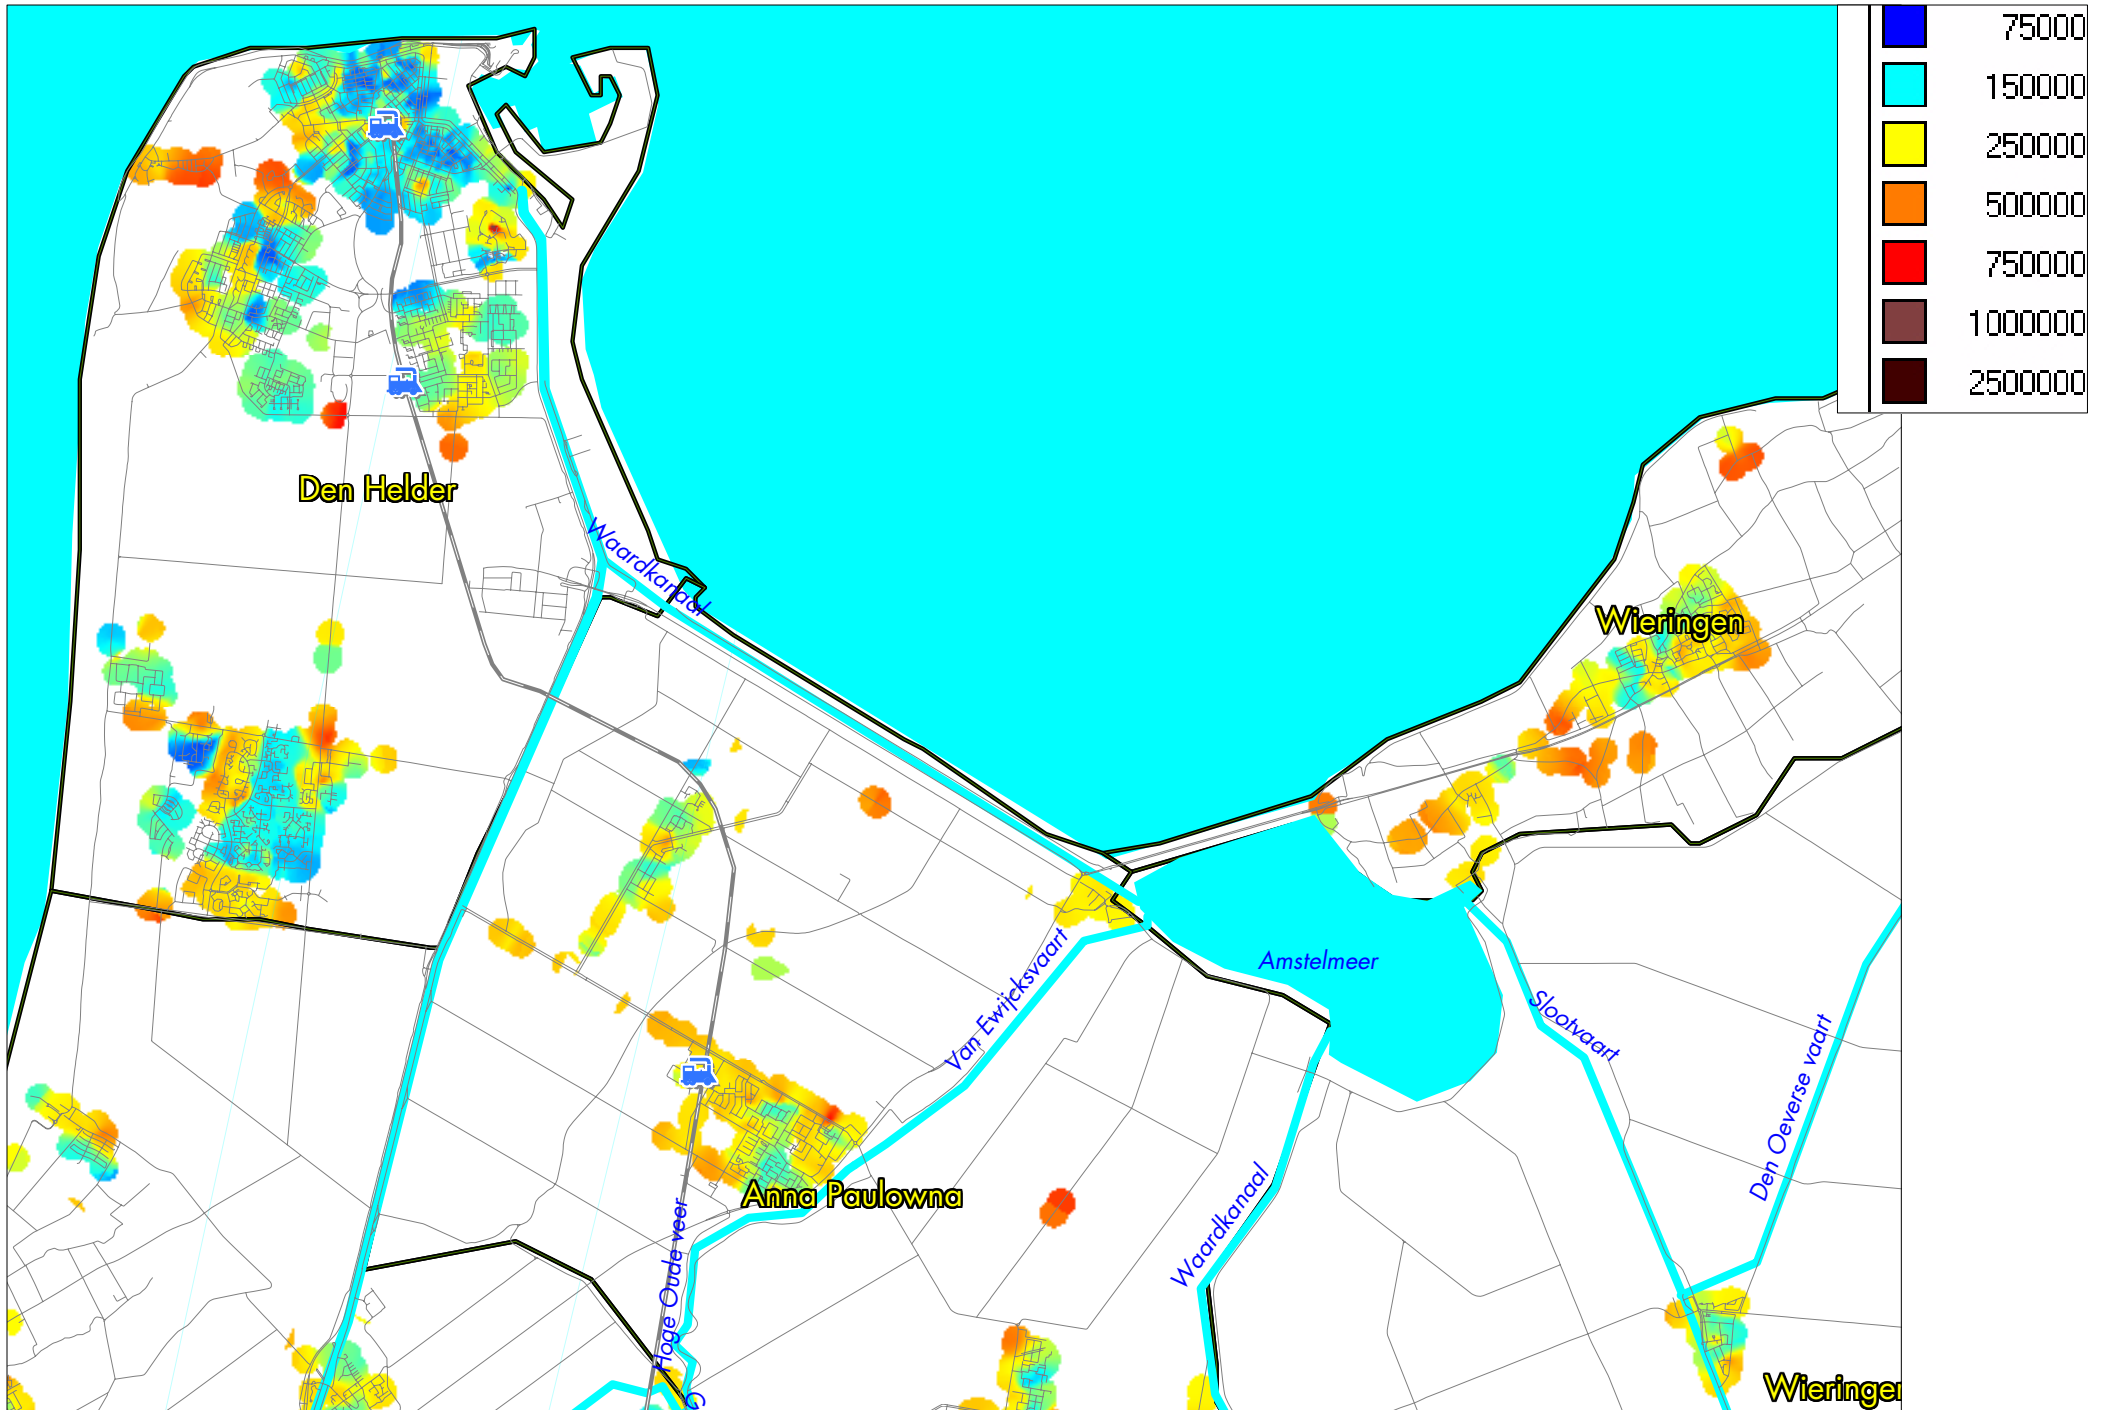 75000
150000
250000
500000
750000
1000000
2500000
Den Helder
Waardkanaal
Wieringen
Amstelmeer
Van Ewijcksvaart
Slootvaart
Den Oeverse vaart
Anna Paulowna
Waardkanaal
Hoge Oude veer
Wieringer
G